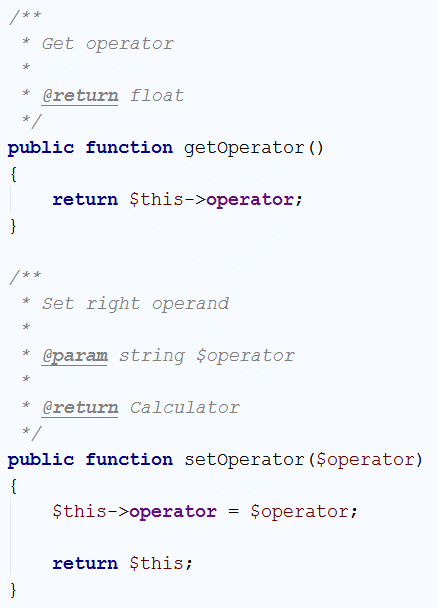 /**
 * Get operator
 *
 * @return float
 */
public function getOperator()
{
    return $this->operator;
}

/**
 * Set right operand
 *
 * @param string $operator
 *
 * @return Calculator
 */
public function setOperator($operator)
{
    $this->operator = $operator;

    return $this;
}